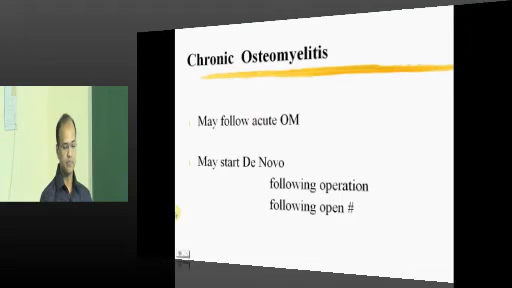 Chronic Osteomyelitis
May follow acute OM
May start De Novo
following operation
following open #